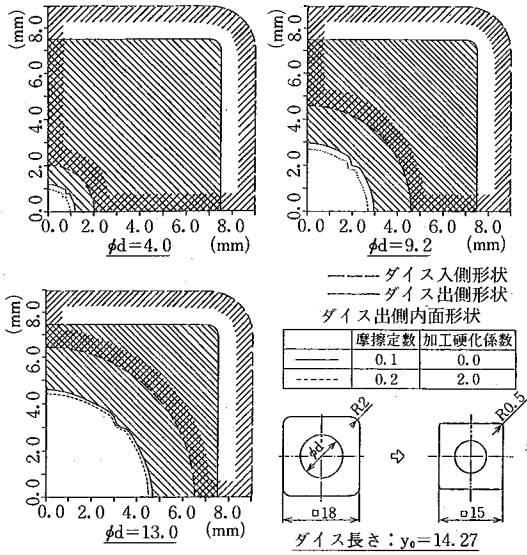 (mm)
8.0
6.0
4.0
2.0
0.0
0.0 2.0 4.0 6.0 (mm)
φd=4.0
(mm)
8.0
6.0
4.0
2.0
0.0
0.0 2.0 4.0 6.0 (mm)
φd=9.2
(mm)
8.0
6.0
4.0
2.0
0.0
0.0 2.0 4.0 6.0 (mm)
φd=13.0
ダイス入側形状
ダイス出側形状
ダイス出側内面形状
摩擦定数 加工硬化係数
0.1 0.0
0.2 2.0
R2
φd
□18
⇨
R0.5
□15
ダイス長さ：y₀=14.27